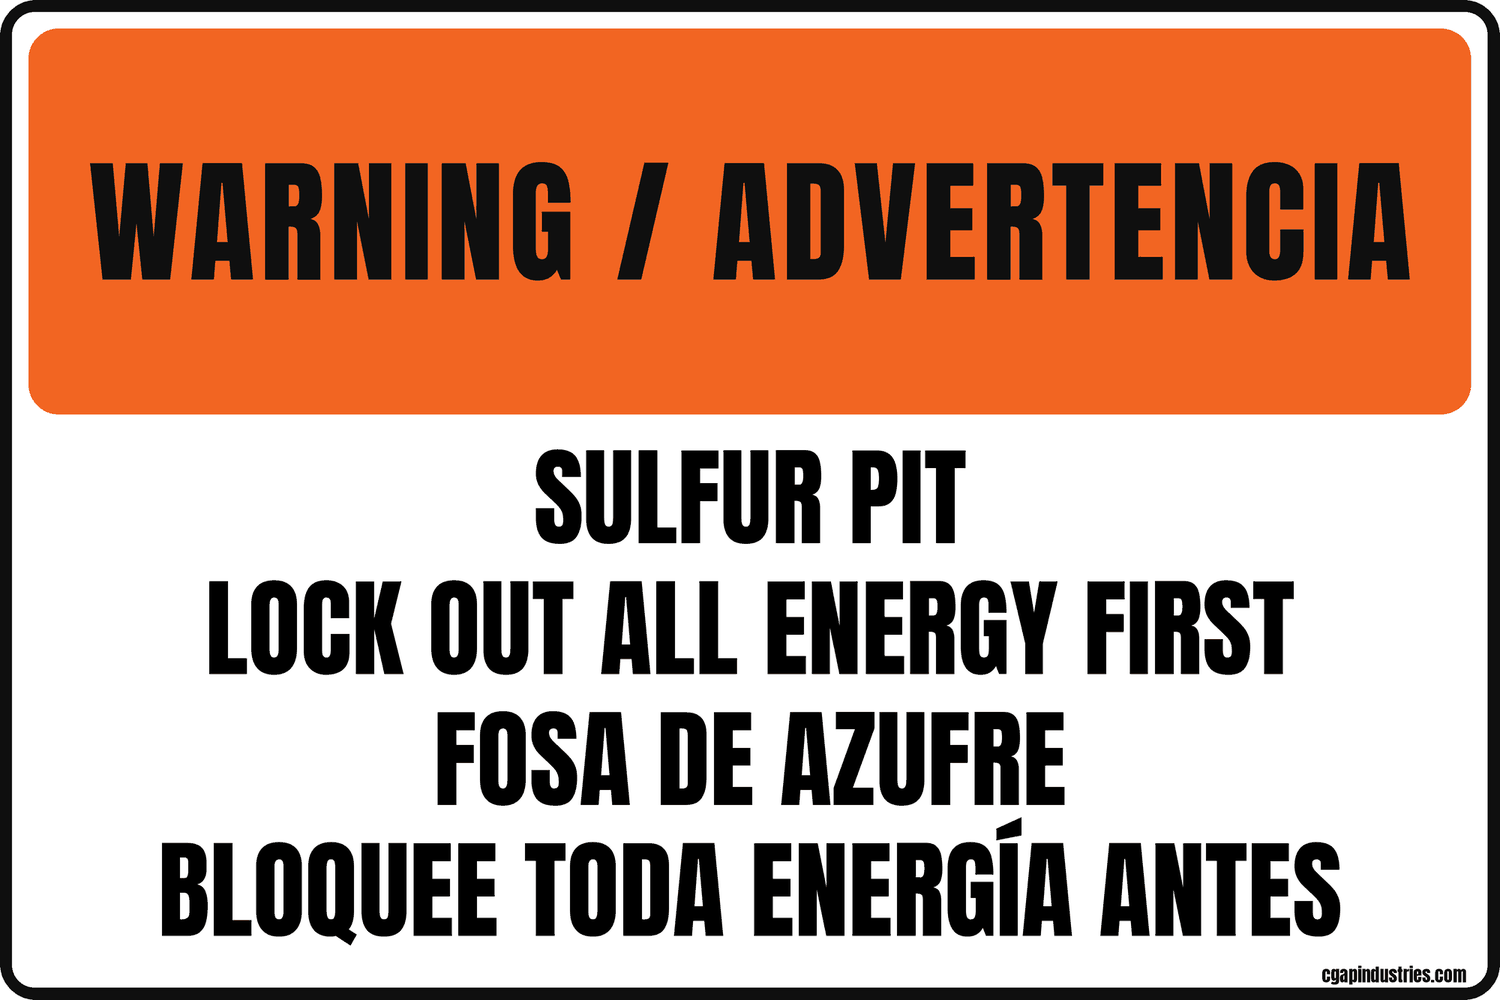 WARNING / ADVERTENCIA
SULFUR PIT
LOCK OUT ALL ENERGY FIRST
FOSA DE AZUFRE
BLOQUEE TODA ENERGÍA ANTES
cgapindustries.com